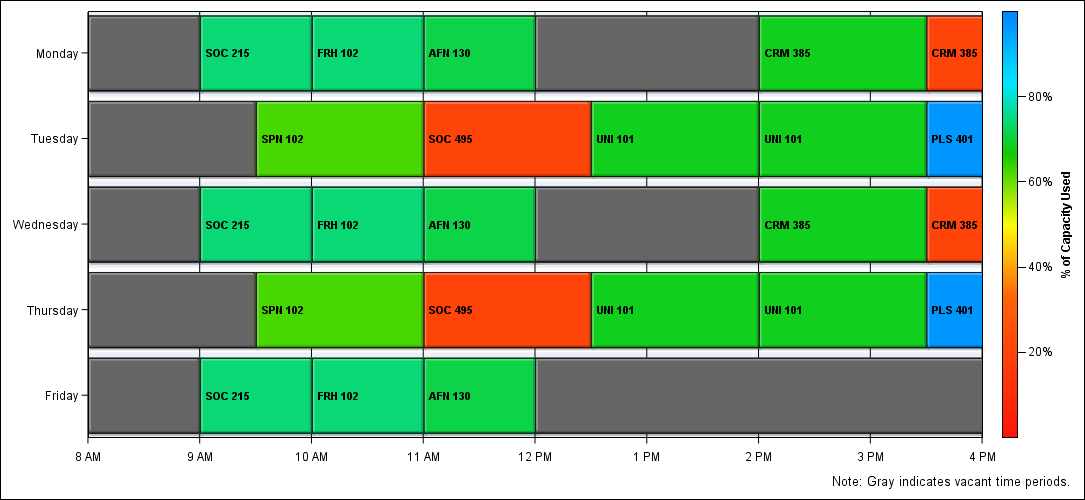 Monday SOC 215 FRH 102 AFN 130 CRM 385 CRM 385
Tuesday SPN 102 SOC 495 UNI 101 UNI 101 PLS 401
Wednesday SOC 215 FRH 102 AFN 130 CRM 385 CRM 385
Thursday SPN 102 SOC 495 UNI 101 UNI 101 PLS 401
Friday SOC 215 FRH 102 AFN 130
8 AM 9 AM 10 AM 11 AM 12 PM 1 PM 2 PM 3 PM 4 PM
80%
60%
40%
20%
% of Capacity Used
Note: Gray indicates vacant time periods.